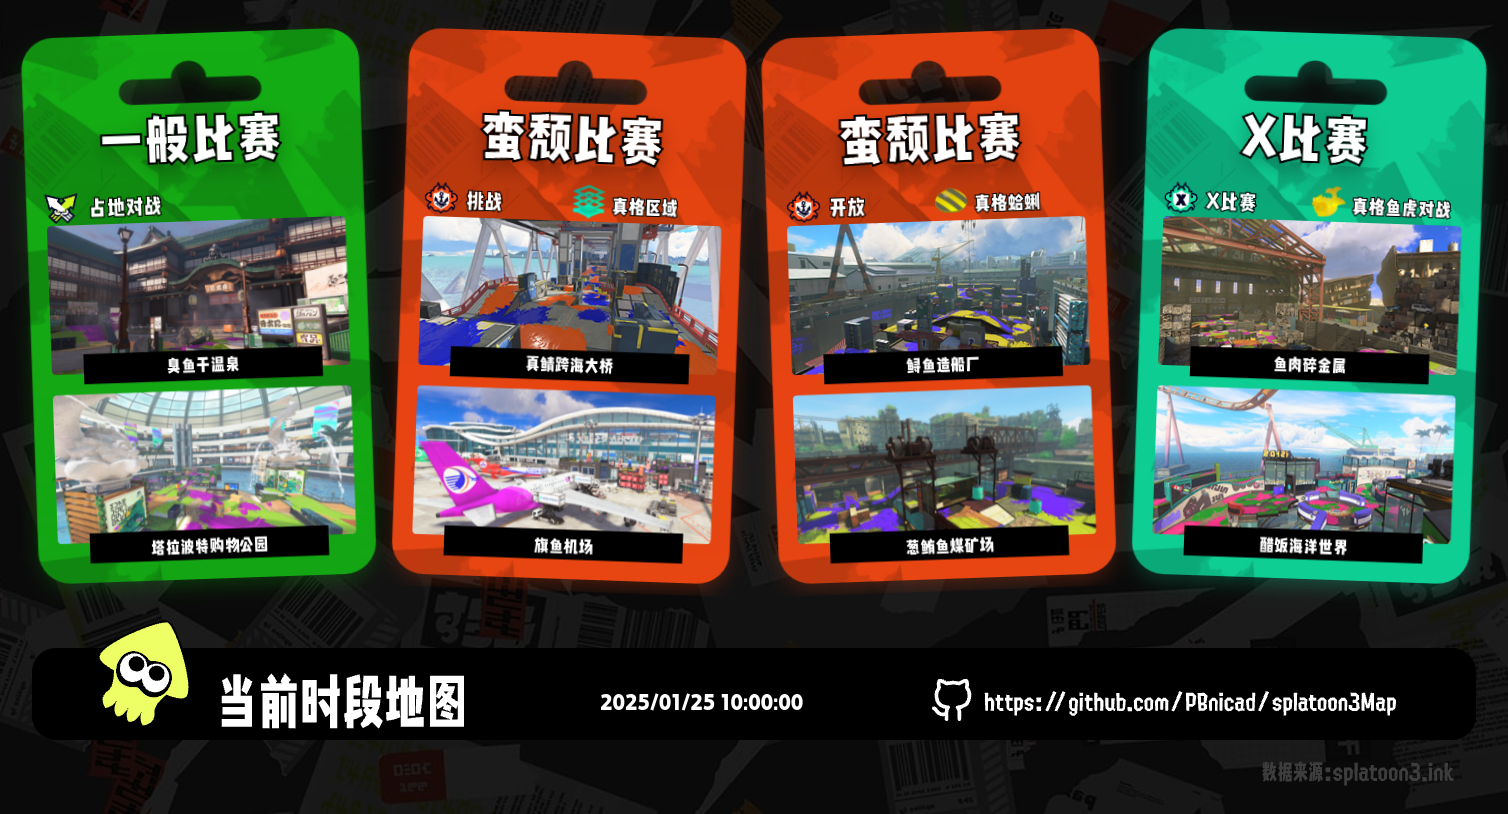 一般比赛
占地对战
臭鱼干温泉
塔拉波特购物公园
蛮颓比赛
挑战
真格区域
真鲭跨海大桥
旗鱼机场
蛮颓比赛
开放
真格蛤蜊
鲟鱼造船厂
葱鲔鱼煤矿场
X比赛
X比赛
真格鱼虎对战
鱼肉碎金属
醋饭海洋世界
当前时段地图
2025/01/25 10:00:00
https://github.com/PBnicad/splatoon3Map
数据来源:splatoon3.ink